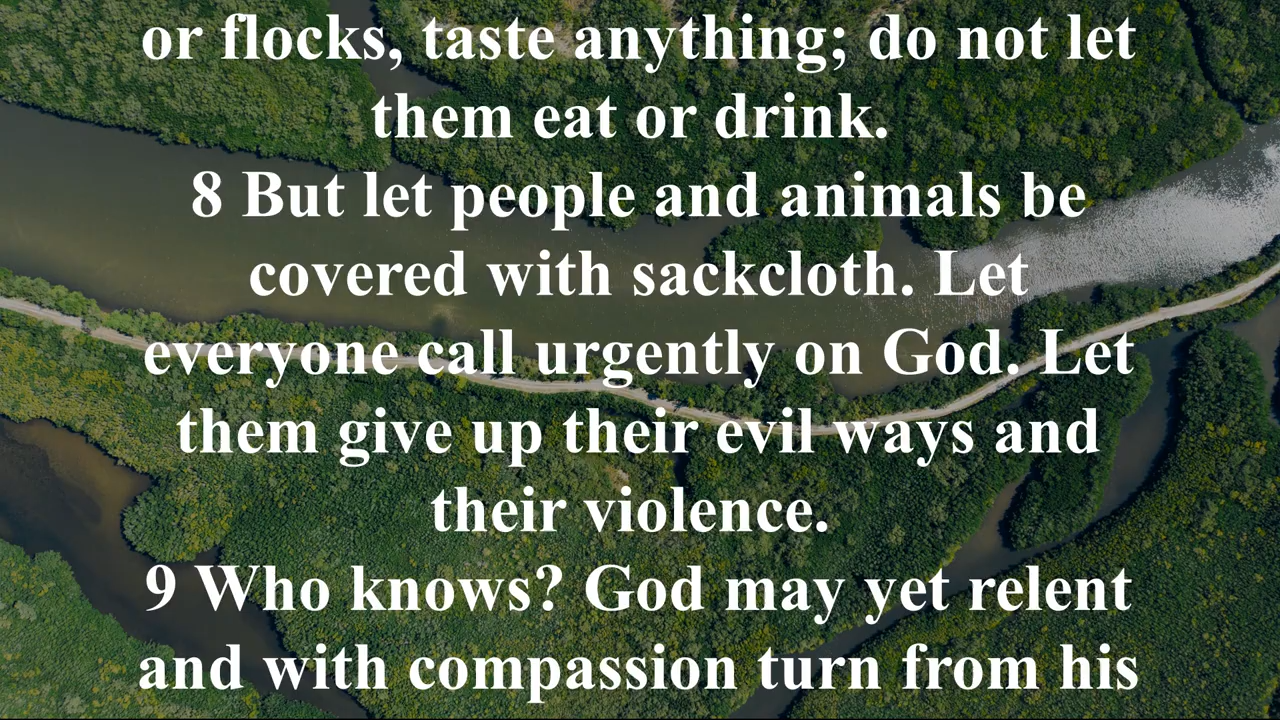 or flocks, taste anything; do not let
them eat or drink.
8 But let people and animals be
covered with sackcloth. Let
everyone call urgently on God. Let
them give up their evil ways and
their violence.
9 Who knows? God may yet relent
and with compassion turn from his